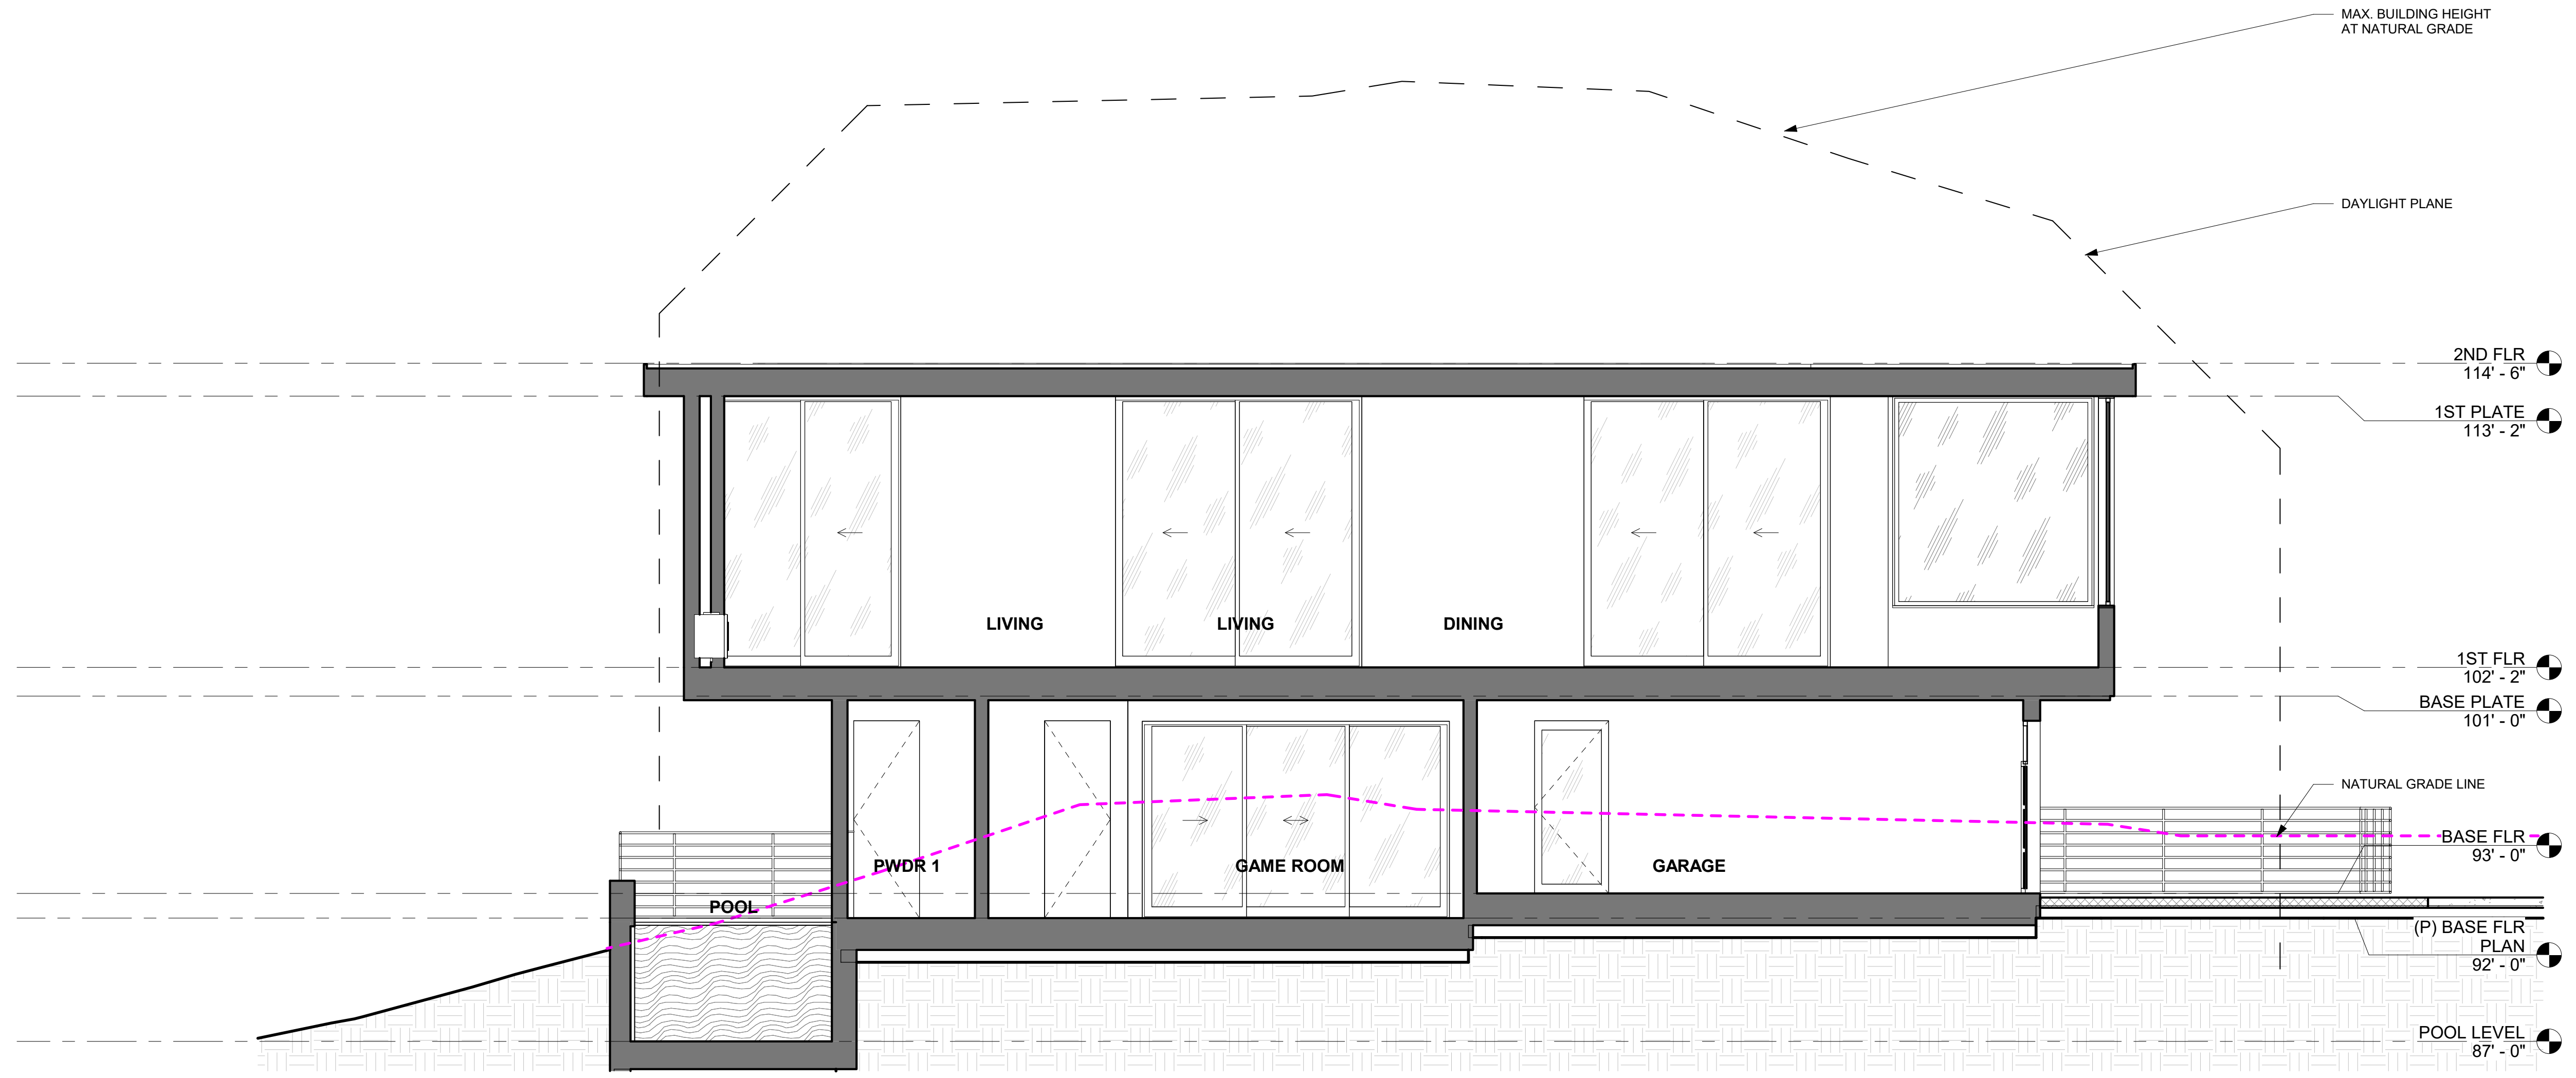 MAX. BUILDING HEIGHT
AT NATURAL GRADE
DAYLIGHT PLANE
2ND FLR
114' - 6"
1ST PLATE
113' - 2"
LIVING
LIVING
DINING
1ST FLR
102' - 2"
BASE PLATE
101' - 0"
NATURAL GRADE LINE
BASE FLR
93' - 0"
PWDR 1
GAME ROOM
GARAGE
POOL
(P) BASE FLR
PLAN
92' - 0"
POOL LEVEL
87' - 0"